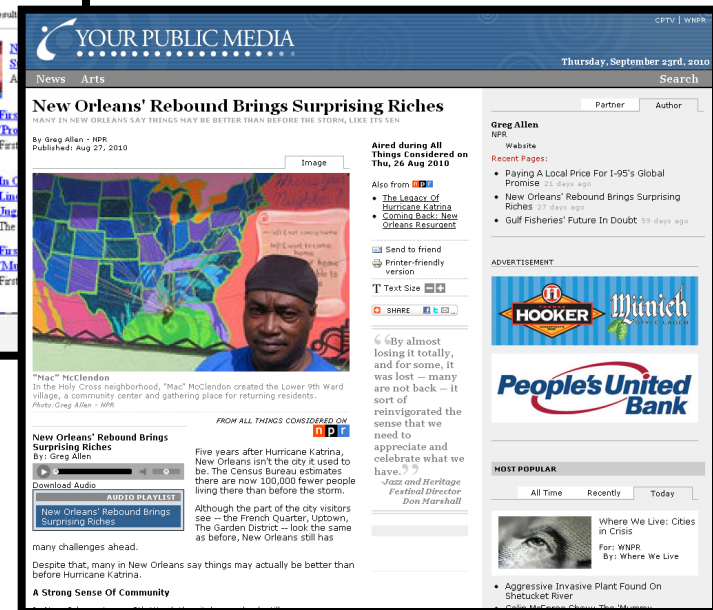 CPTV | WNPR
YOUR PUBLIC MEDIA
Thursday, September 23rd, 2010
News Arts Search
New Orleans' Rebound Brings Surprising Riches
MANY IN NEW ORLEANS SAY THINGS MAY BE BETTER THAN BEFORE THE STORM, LIKE ITS SEN
By Greg Allen - NPR
Published: Aug 27, 2010
Image
"Mac" McClendon
In the Holy Cross neighborhood, "Mac" McClendon created the Lower 9th Ward
village, a community center and gathering place for returning residents.
Photo:Greg Allen - NPR
FROM ALL THINGS CONSIDERED ON
npr
New Orleans' Rebound Brings
Surprising Riches
By: Greg Allen
Download Audio
AUDIO PLAYLIST
New Orleans' Rebound Brings
Surprising Riches
Five years after Hurricane Katrina,
New Orleans isn't the city it used to
be. The Census Bureau estimates
there are now 100,000 fewer people
living there than before the storm.
Although the part of the city visitors
see -- the French Quarter, Uptown,
The Garden District -- look the same
as before, New Orleans still has
many challenges ahead.
Despite that, many in New Orleans say things may actually be better than
before Hurricane Katrina.
A Strong Sense Of Community
Aired during All
Things Considered on
Thu, 26 Aug 2010
Also from npr
The Legacy Of
Hurricane Katrina
Coming Back: New
Orleans Resurgent
Send to friend
Printer-friendly
version
T Text Size
SHARE
“By almost
losing it totally,
and for some, it
was lost — many
are not back — it
sort of
reinvigorated the
sense that we
need to
appreciate and
celebrate what we
have.”
-Jazz and Heritage
Festival Director
Don Marshall
Partner Author
Greg Allen
NPR
Website
Recent Pages:
Paying A Local Price For I-95's Global
Promise 21 days ago
New Orleans' Rebound Brings Surprising
Riches 27 days ago
Gulf Fisheries' Future In Doubt 59 days ago
ADVERTISEMENT
HOOKER
Münich
STYLE LAGER
People's United
Bank
MOST POPULAR
All Time Recently Today
Where We Live: Cities
in Crisis
For: WNPR
By: Where We Live
Aggressive Invasive Plant Found On
Shetucket River